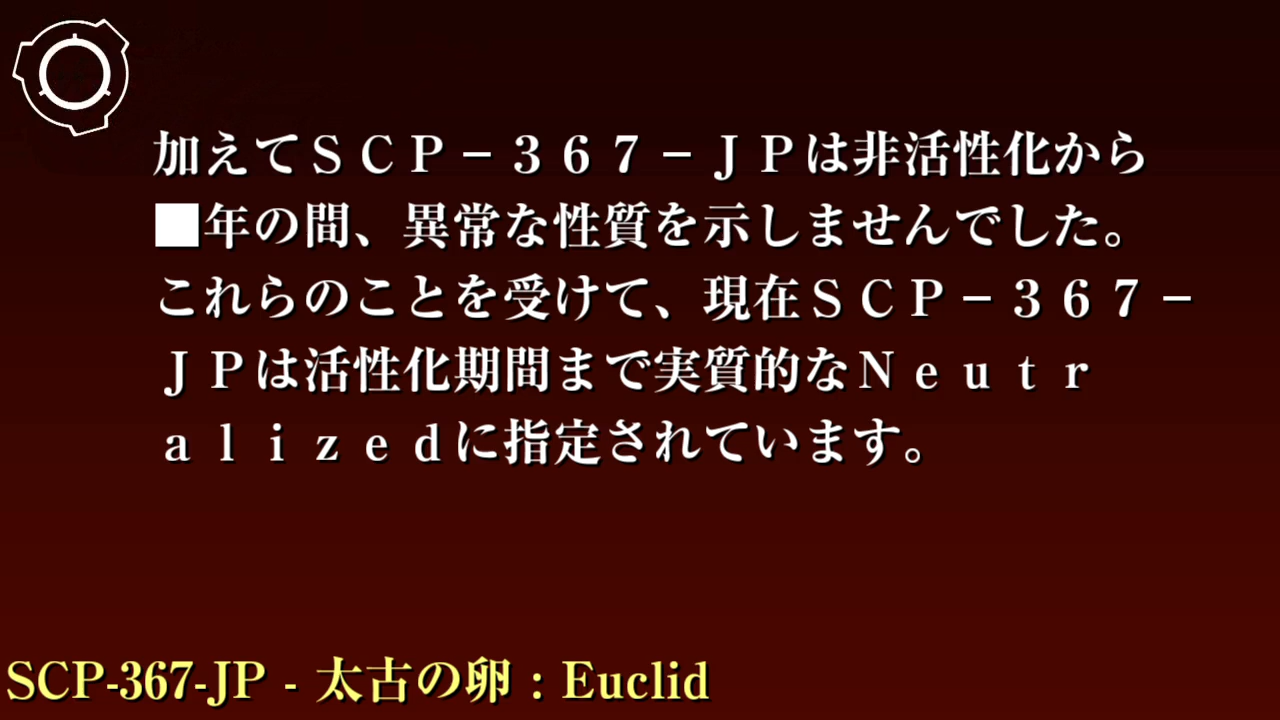 加えてＳＣＰ－３６７－ＪＰは非活性化から
■年の間、異常な性質を示しませんでした。
これらのことを受けて、現在ＳＣＰ－３６７－
ＪＰは活性化期間まで実質的なＮｅｕｔｒ
ａｌｉｚｅｄに指定されています。
SCP-367-JP - 太古の卵 : Euclid